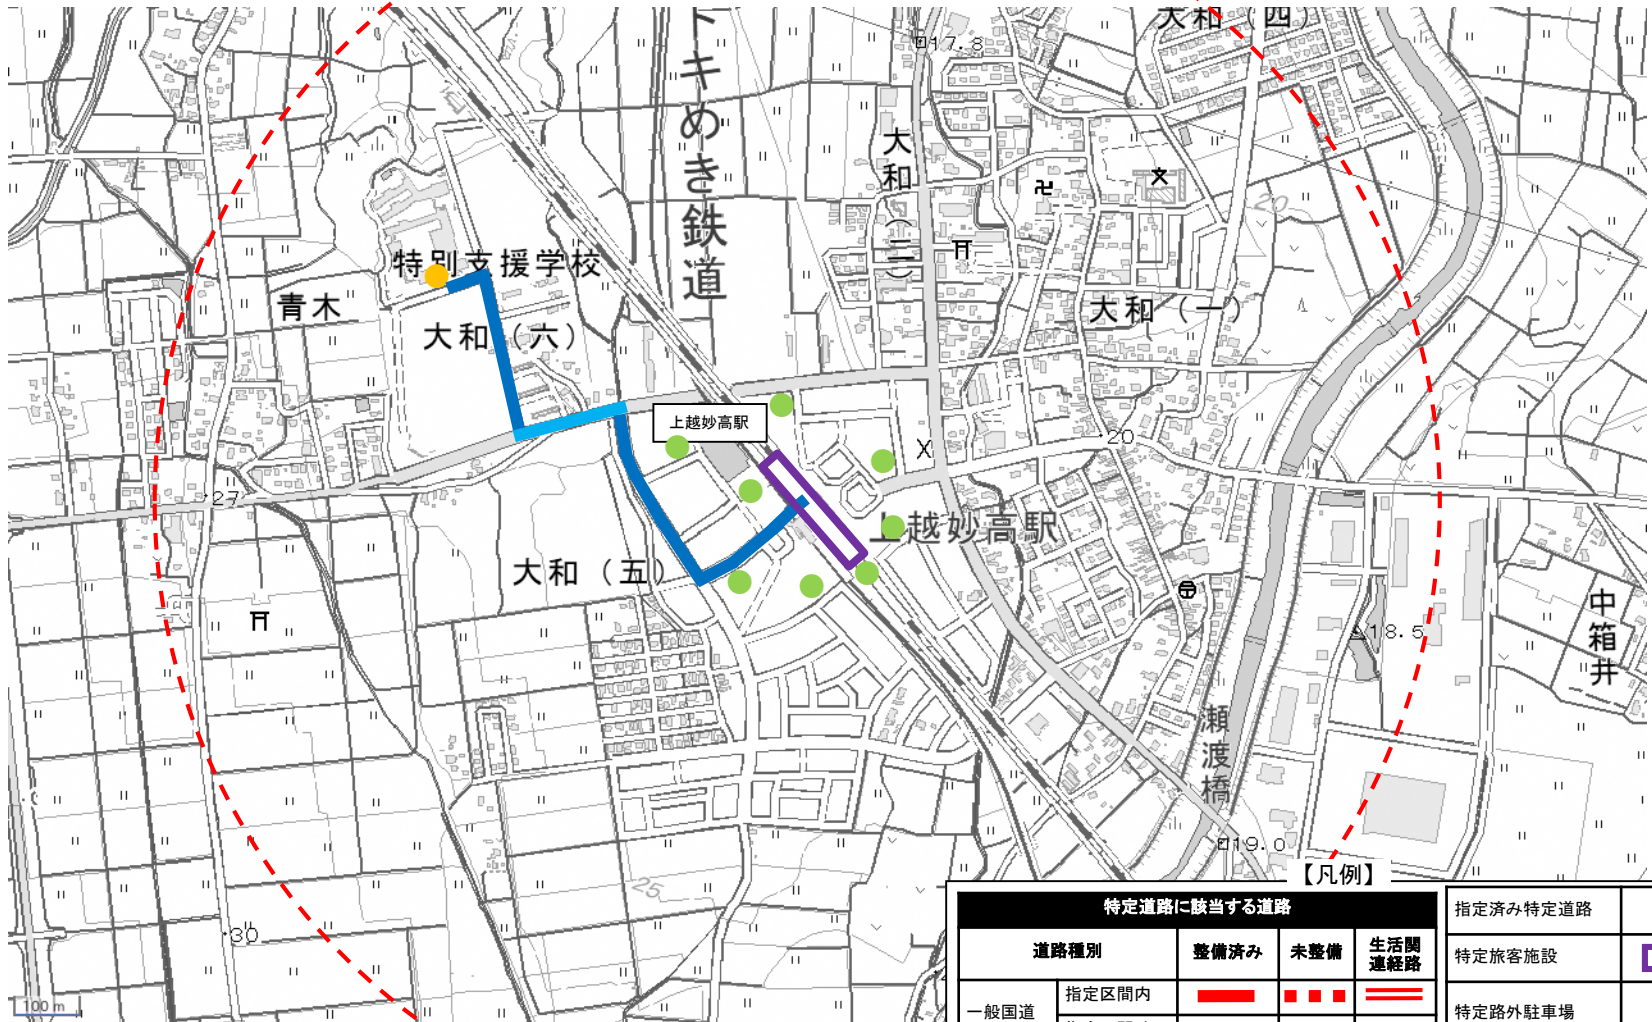 大和（四）
17.8
トキめき鉄道
大和（三）
20
特別支援学校
青木
大和（六）
大和（一）
上越妙高駅
20
27
上越妙高駅
大和（五）
中箱井
18.5
瀬渡橋
19.0
25
30
100 m
【凡例】
特定道路に該当する道路
道路種別
整備済み
未整備
生活関
連経路
一般国道
指定区間内
指定済み特定道路
特定旅客施設
特定路外駐車場